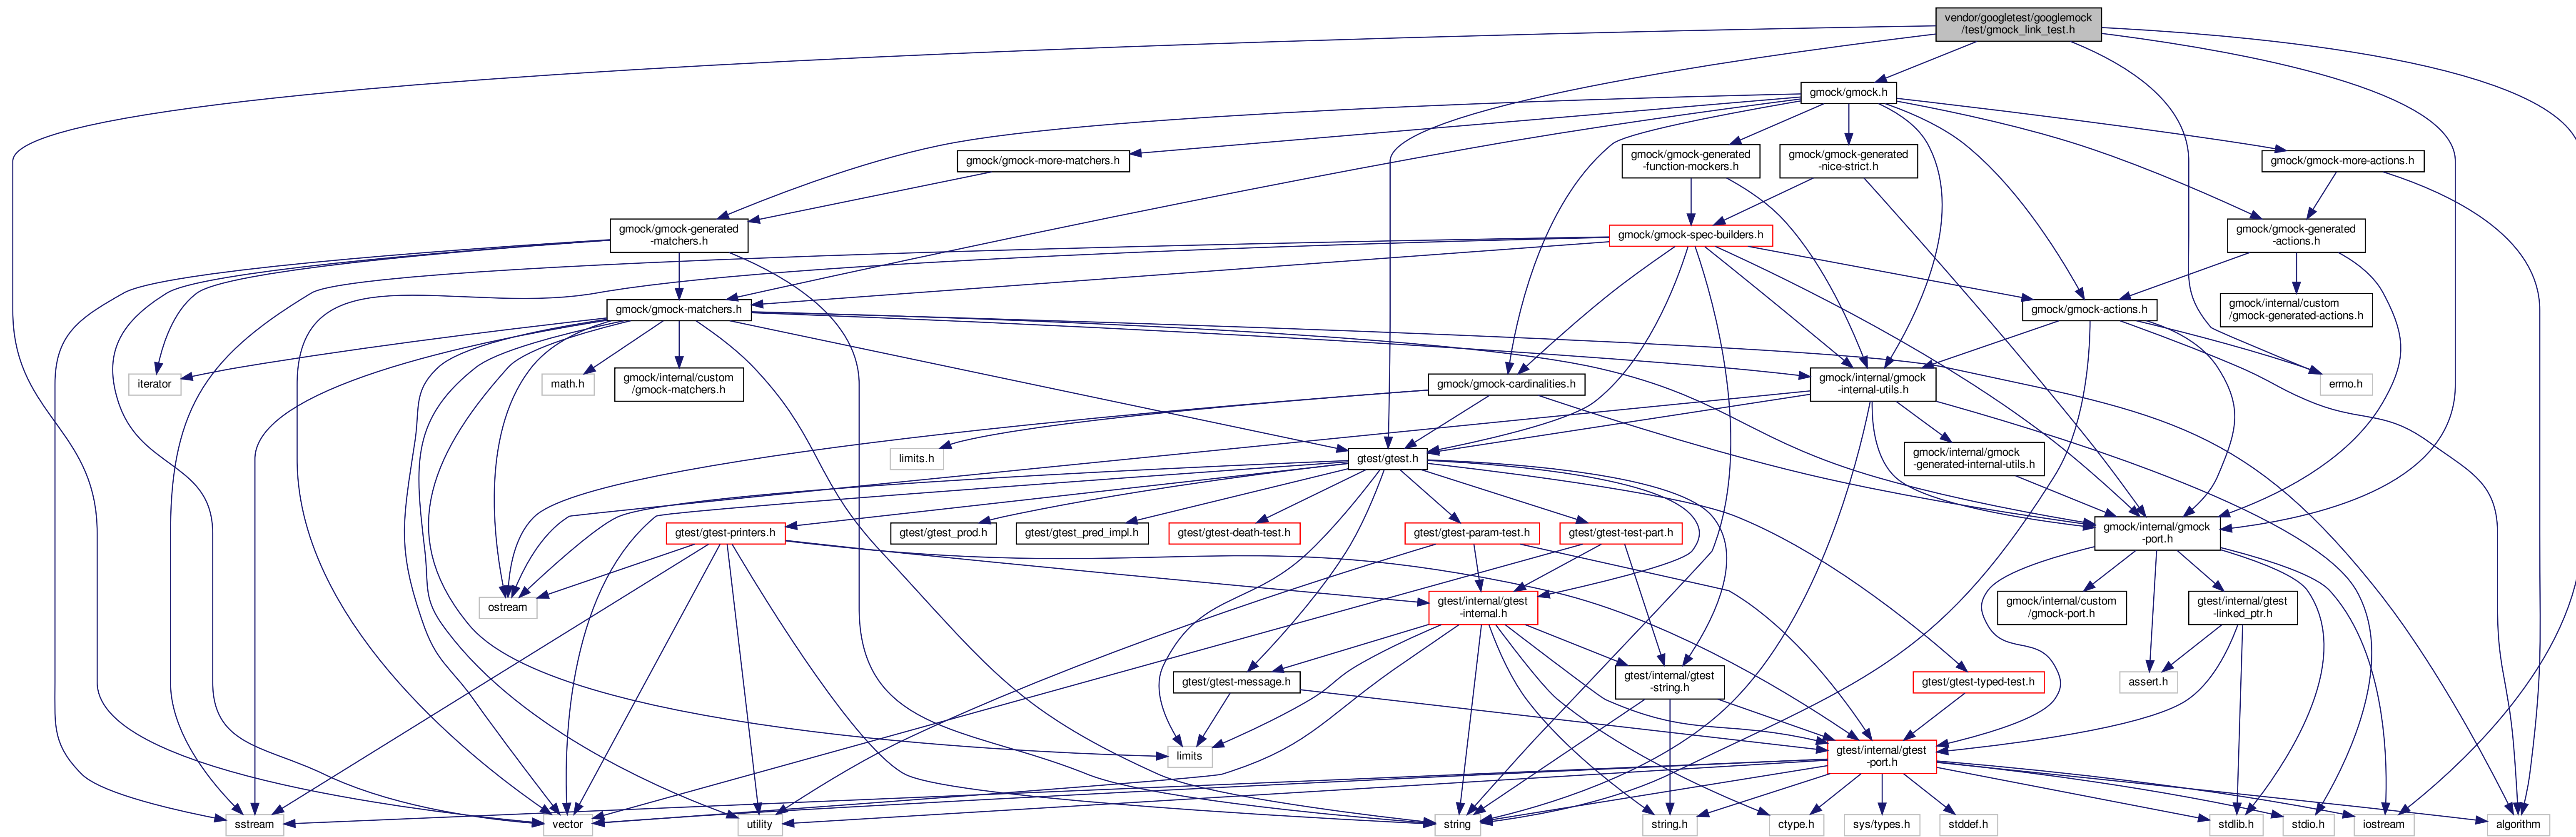 vendor/googletest/googlemock
/test/gmock_link_test.h
gmock/gmock.h
gmock/gmock-more-matchers.h
gmock/gmock-generated
-function-mockers.h
gmock/gmock-generated
-nice-strict.h
gmock/gmock-more-actions.h
gmock/gmock-generated
-matchers.h
gmock/gmock-spec-builders.h
gmock/gmock-generated
-actions.h
gmock/gmock-matchers.h
gmock/gmock-actions.h
gmock/internal/custom
/gmock-generated-actions.h
iterator
math.h
gmock/internal/custom
/gmock-matchers.h
gmock/gmock-cardinalities.h
gmock/internal/gmock
-internal-utils.h
errno.h
limits.h
gtest/gtest.h
gmock/internal/gmock
-generated-internal-utils.h
gtest/gtest-printers.h
gtest/gtest_prod.h
gtest/gtest_pred_impl.h
gtest/gtest-death-test.h
gtest/gtest-param-test.h
gtest/gtest-test-part.h
gmock/internal/gmock
-port.h
ostream
gtest/internal/gtest
-internal.h
gmock/internal/custom
/gmock-port.h
gtest/internal/gtest
-linked_ptr.h
gtest/gtest-message.h
gtest/internal/gtest
-string.h
gtest/gtest-typed-test.h
assert.h
limits
gtest/internal/gtest
-port.h
sstream
vector
utility
string
string.h
ctype.h
sys/types.h
stddef.h
stdlib.h
stdio.h
iostream
algorithm